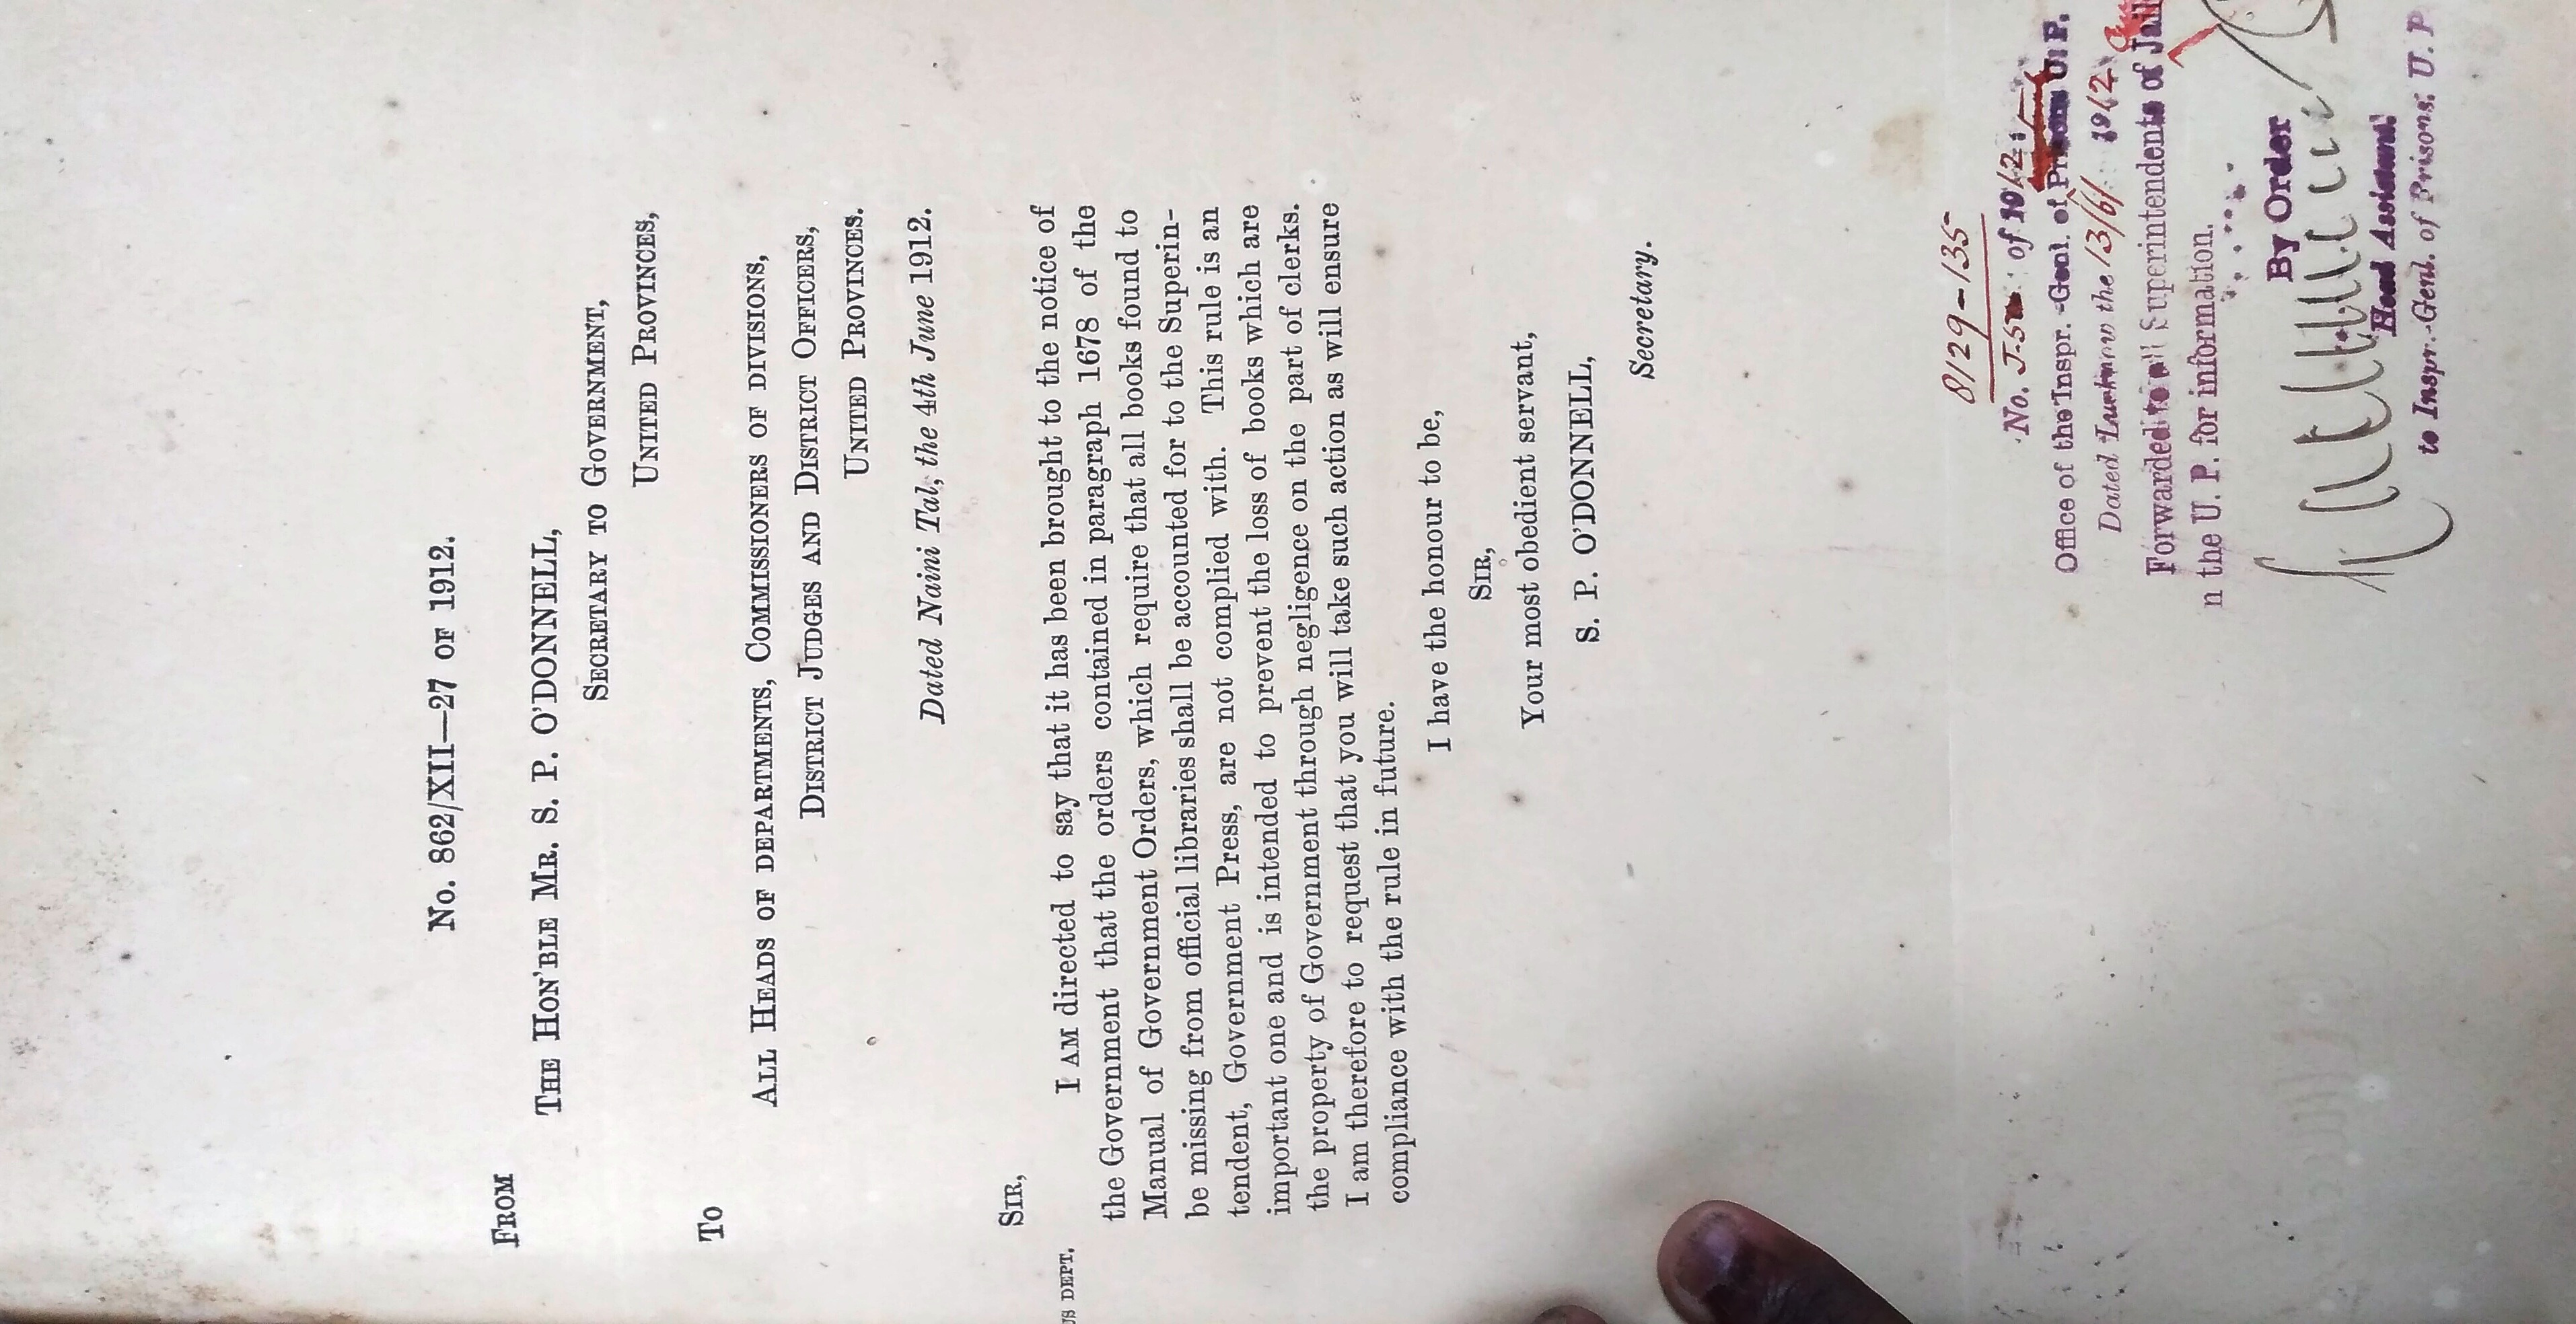 No. 862/XII—27 OF 1912.
FROM
THE HON'BLE MR. S. P. O'DONNELL,
SECRETARY TO GOVERNMENT,
UNITED PROVINCES,
To
ALL HEADS OF DEPARTMENTS, COMMISSIONERS OF DIVISIONS,
DISTRICT JUDGES AND DISTRICT OFFICERS,
UNITED PROVINCES.
Dated Naini Tal, the 4th June 1912.
SIR,
US DEPT.
I AM directed to say that it has been brought to the notice of
the Government that the orders contained in paragraph 1678 of the
Manual of Government Orders, which require that all books found to
be missing from official libraries shall be accounted for to the Superin-
tendent, Government Press, are not complied with. This rule is an
important one and is intended to prevent the loss of books which are
the property of Government through negligence on the part of clerks.
I am therefore to request that you will take such action as will ensure
compliance with the rule in future.
I have the honour to be,
SIR,
Your most obedient servant,
S. P. O'DONNELL,
Secretary.
8129-135
No. J-5 of 1912
Office of the Inspr.-Genl. of Prisons U. P.
Dated Lucknow the 13/6/ 1912
Forwarded to all Superintendents of Jail
n the U. P. for information.
By Order
Head Assistant
to Inspr.-Genl. of Prisons: U. P